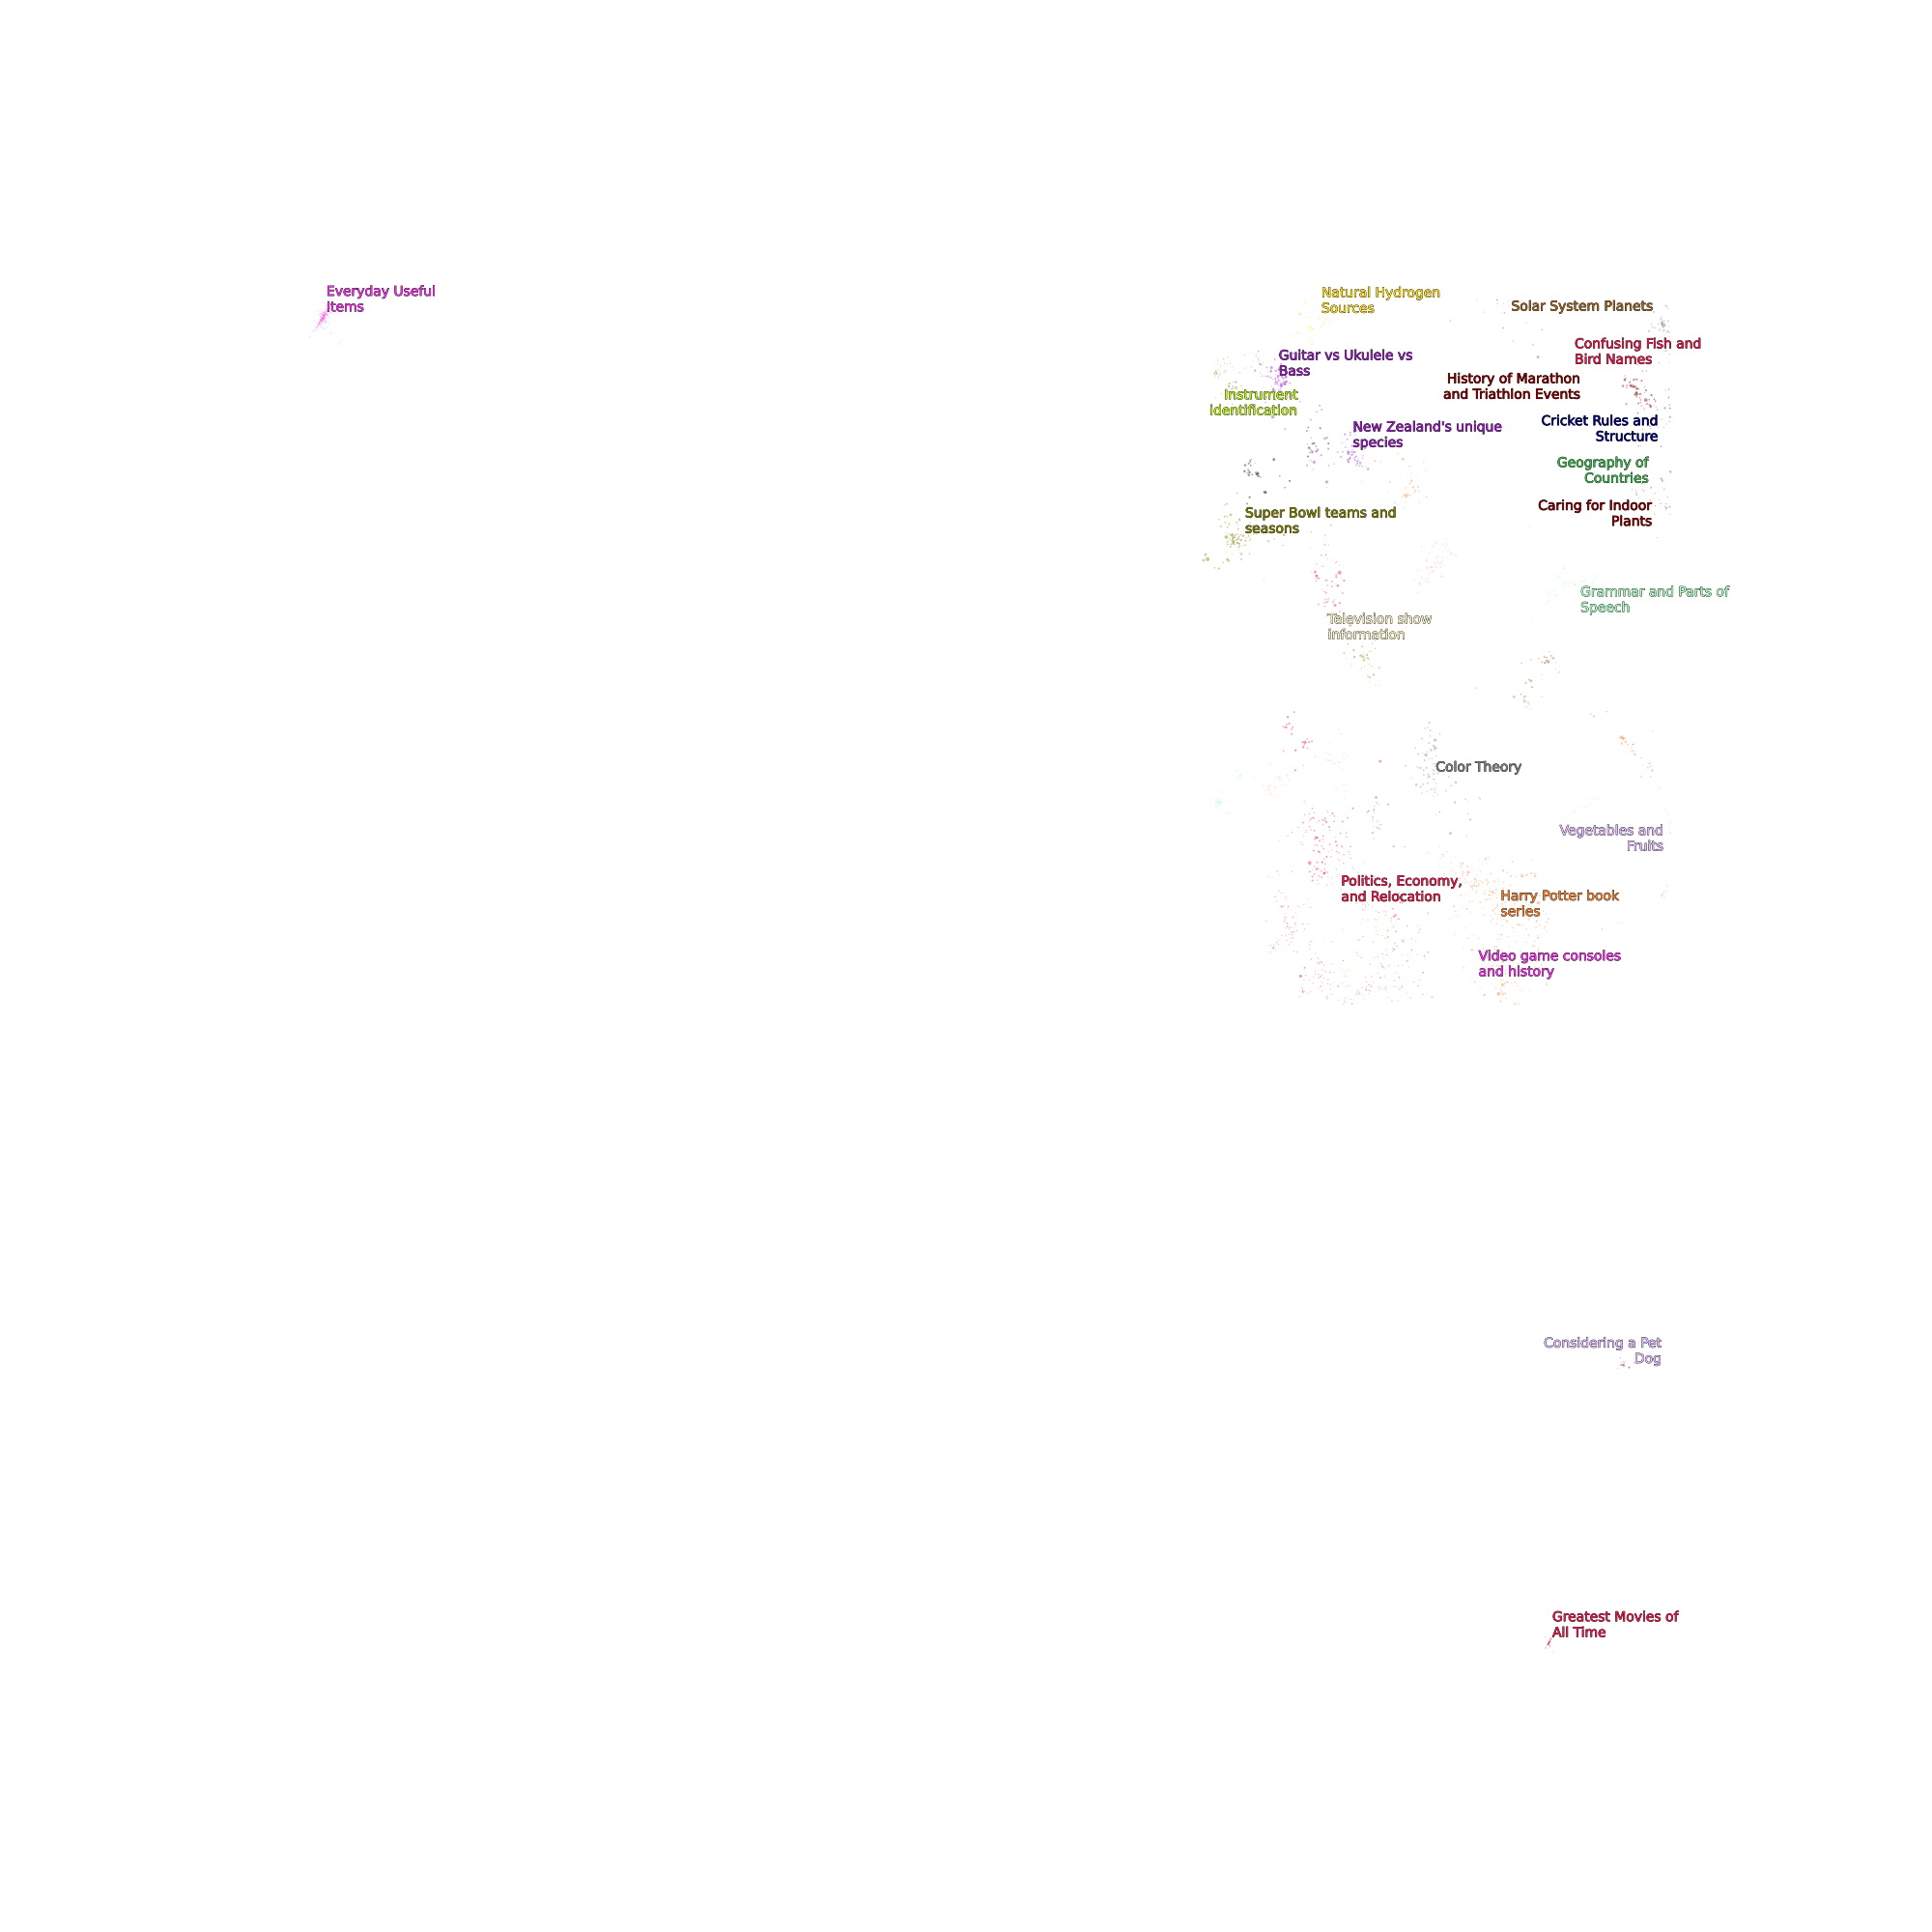 Everyday Useful
Items
Natural Hydrogen
Sources
Solar System Planets
Confusing Fish and
Bird Names
Guitar vs Ukulele vs
Bass
History of Marathon
and Triathlon Events
Instrument
identification
Cricket Rules and
Structure
New Zealand's unique
species
Geography of
Countries
Caring for Indoor
Plants
Super Bowl teams and
seasons
Grammar and Parts of
Speech
Television show
information
Color Theory
Vegetables and
Fruits
Politics, Economy,
and Relocation
Harry Potter book
series
Video game consoles
and history
Considering a Pet
Dog
Greatest Movies of
All Time